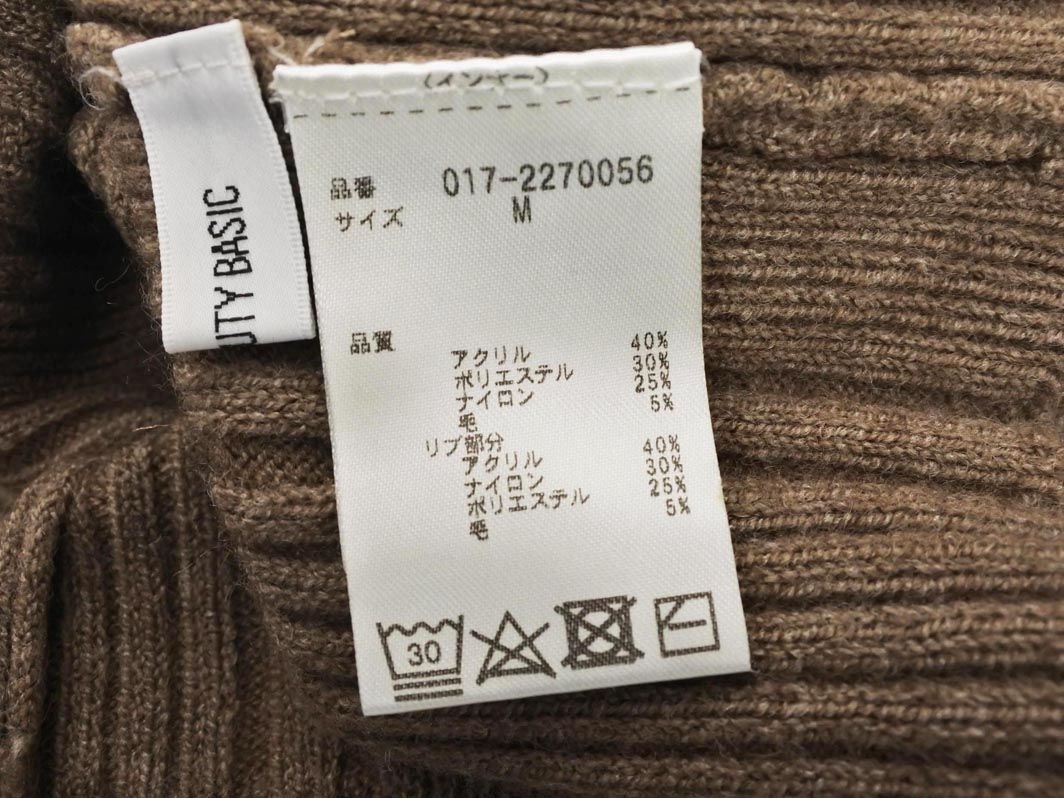 UTY BASIC
(インナー)
品番 017-2270056
サイズ M
品質
アクリル 40%
ポリエステル 30%
ナイロン 25%
毛 5%
リブ部分
アクリル 40%
ナイロン 30%
ポリエステル 25%
毛 5%
30